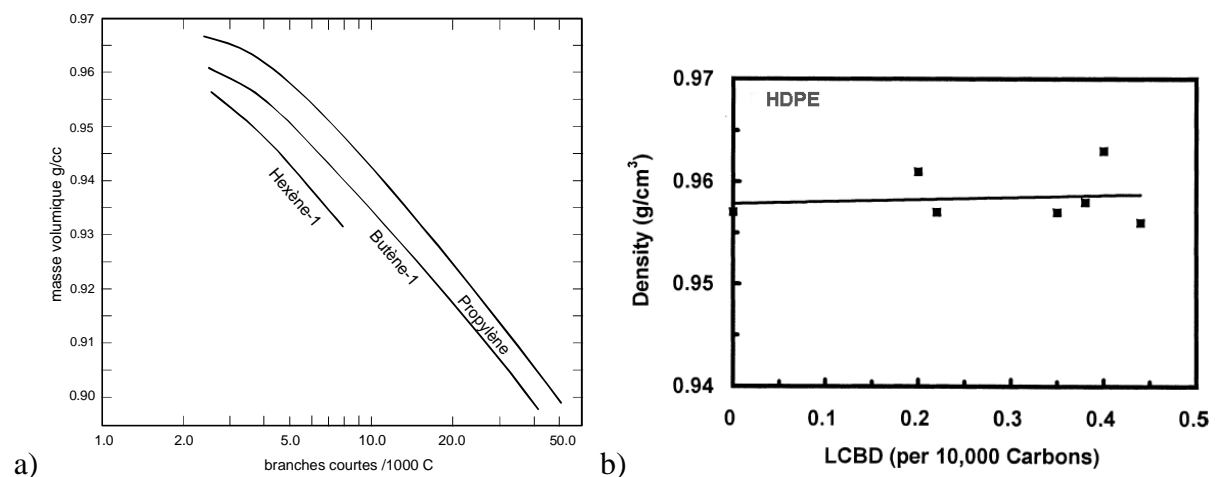 0.97
0.96
0.95
0.94
0.93
0.92
0.91
0.90
masse volumique g/cc
Hexène-1
Butène-1
Propylène
1.0 2.0 5.0 10.0 20.0 50.0
branches courtes /1000 C
a)
0.97
0.96
0.95
0.94
Density (g/cm³)
HDPE
0 0.1 0.2 0.3 0.4 0.5
LCBD (per 10,000 Carbons)
b)